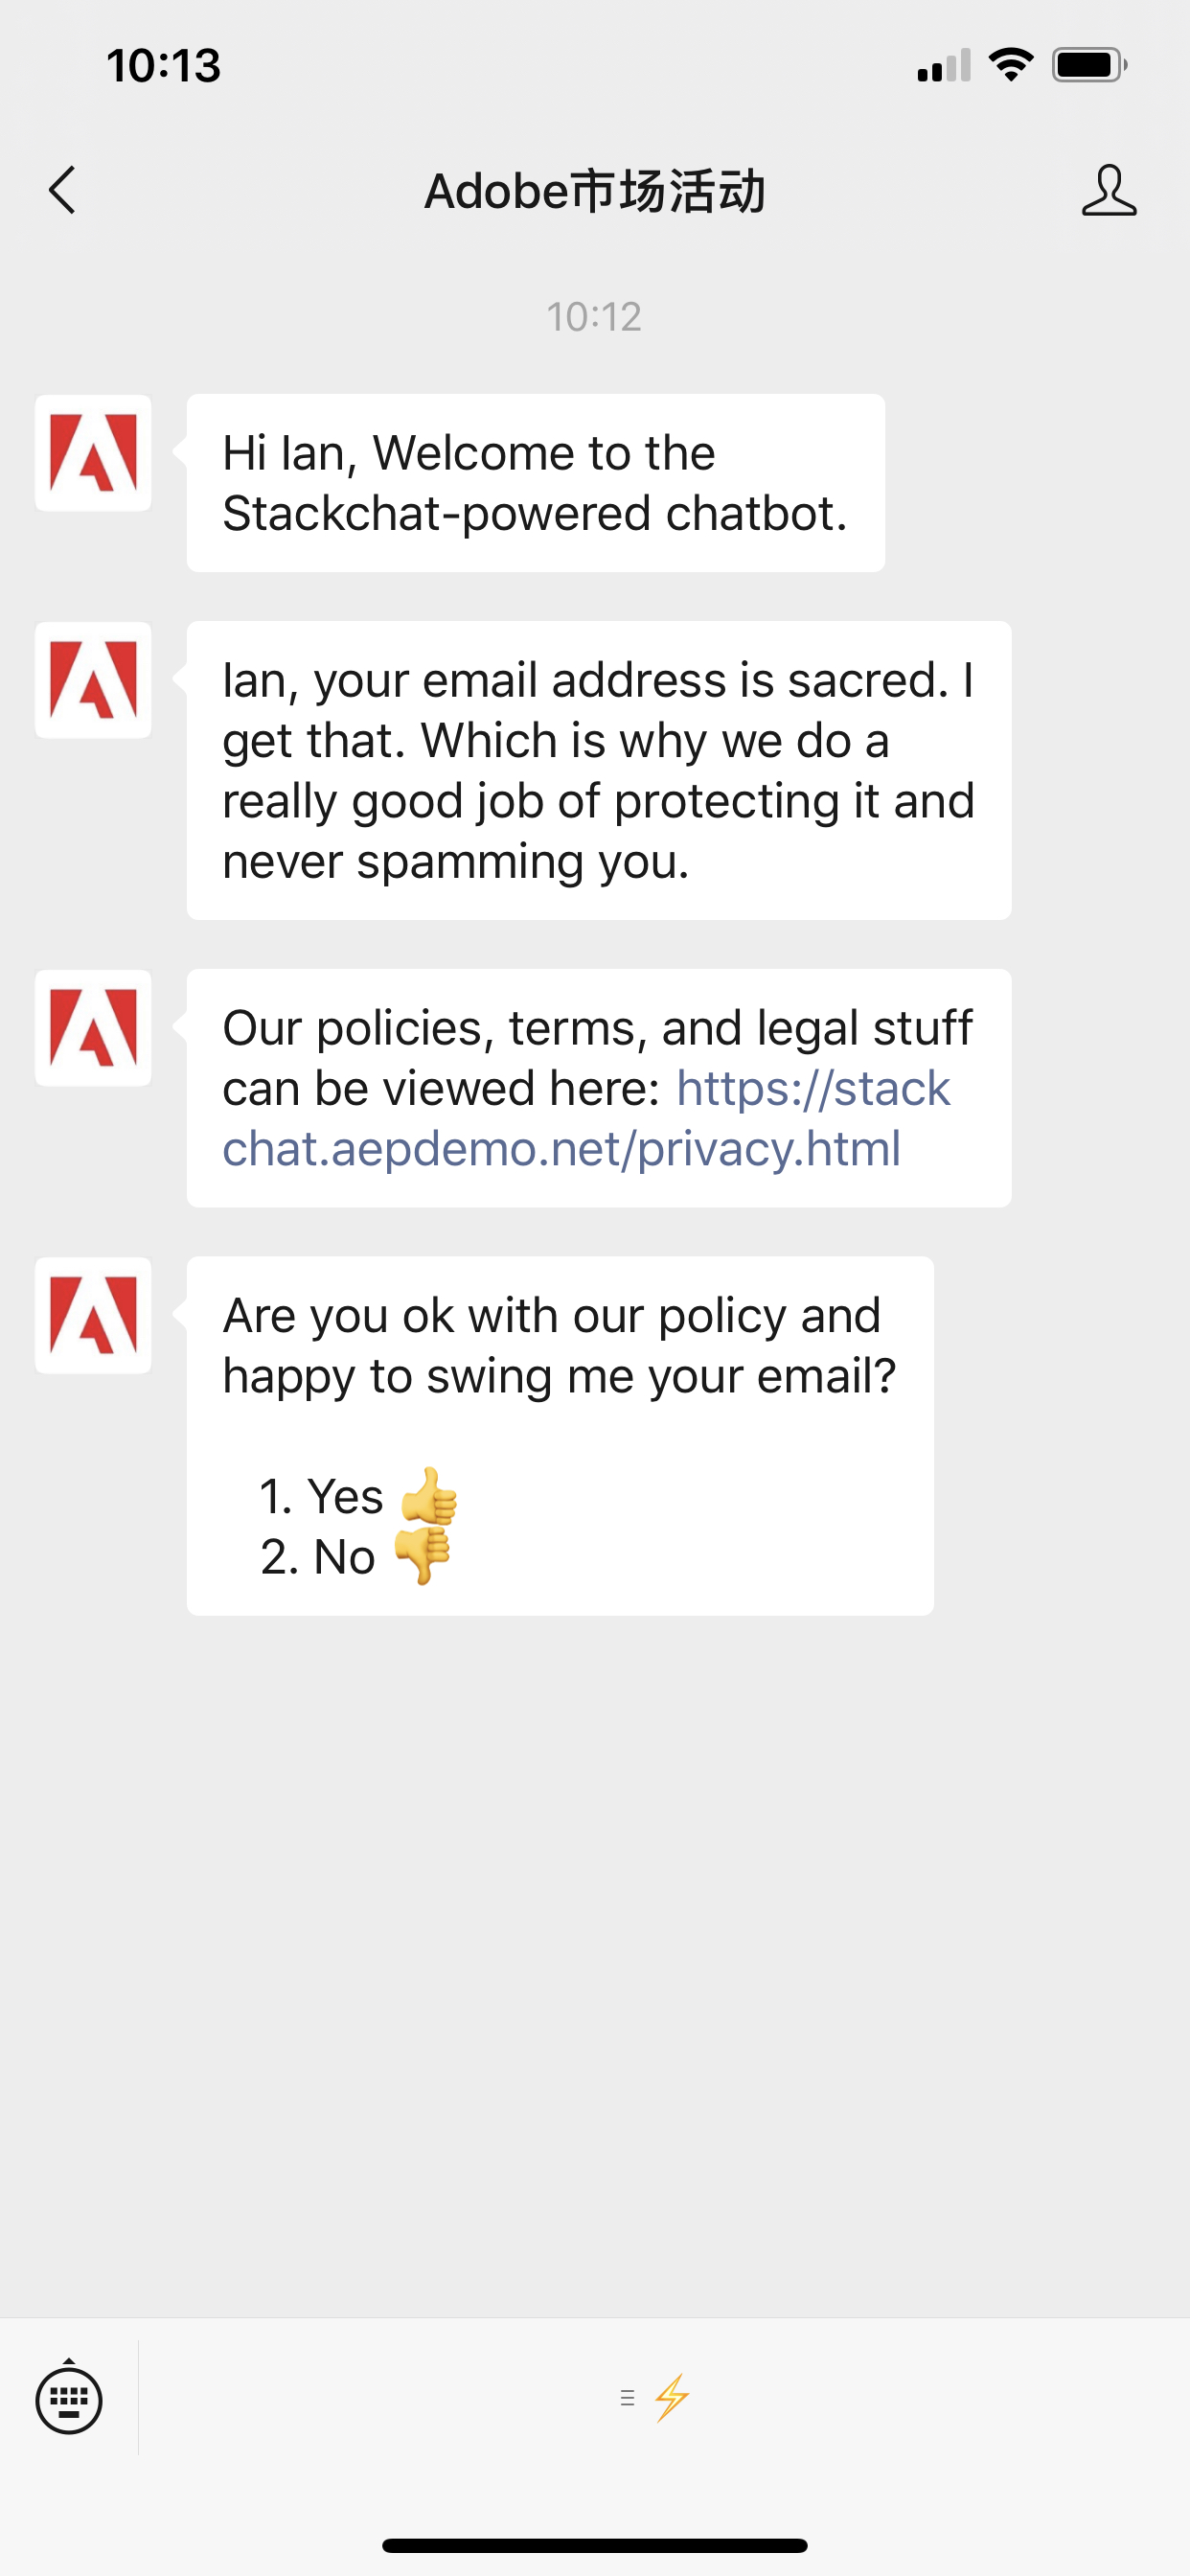 10:13
Adobe市场活动
10:12
Hi Ian, Welcome to the
Stackchat-powered chatbot.
Ian, your email address is sacred. I
get that. Which is why we do a
really good job of protecting it and
never spamming you.
Our policies, terms, and legal stuff
can be viewed here: https://stack
chat.aepdemo.net/privacy.html
Are you ok with our policy and
happy to swing me your email?
1. Yes 👍
2. No 👎